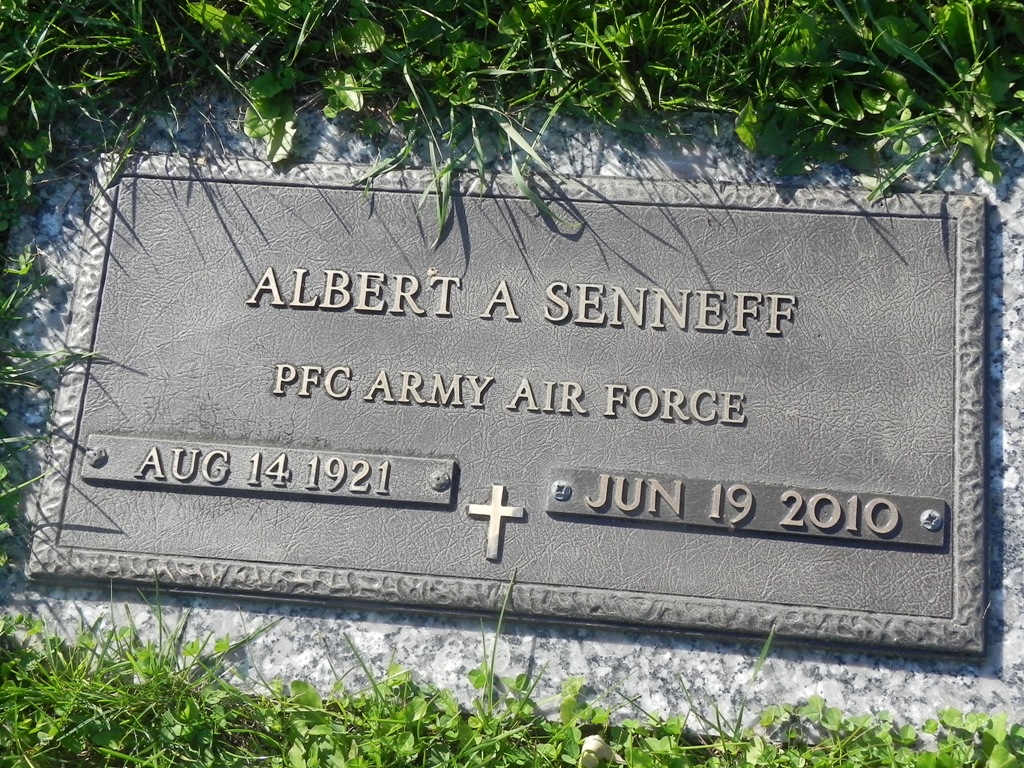 ALBERT A SENNEFF
PFC ARMY AIR FORCE
AUG 14 1921
JUN 19 2010